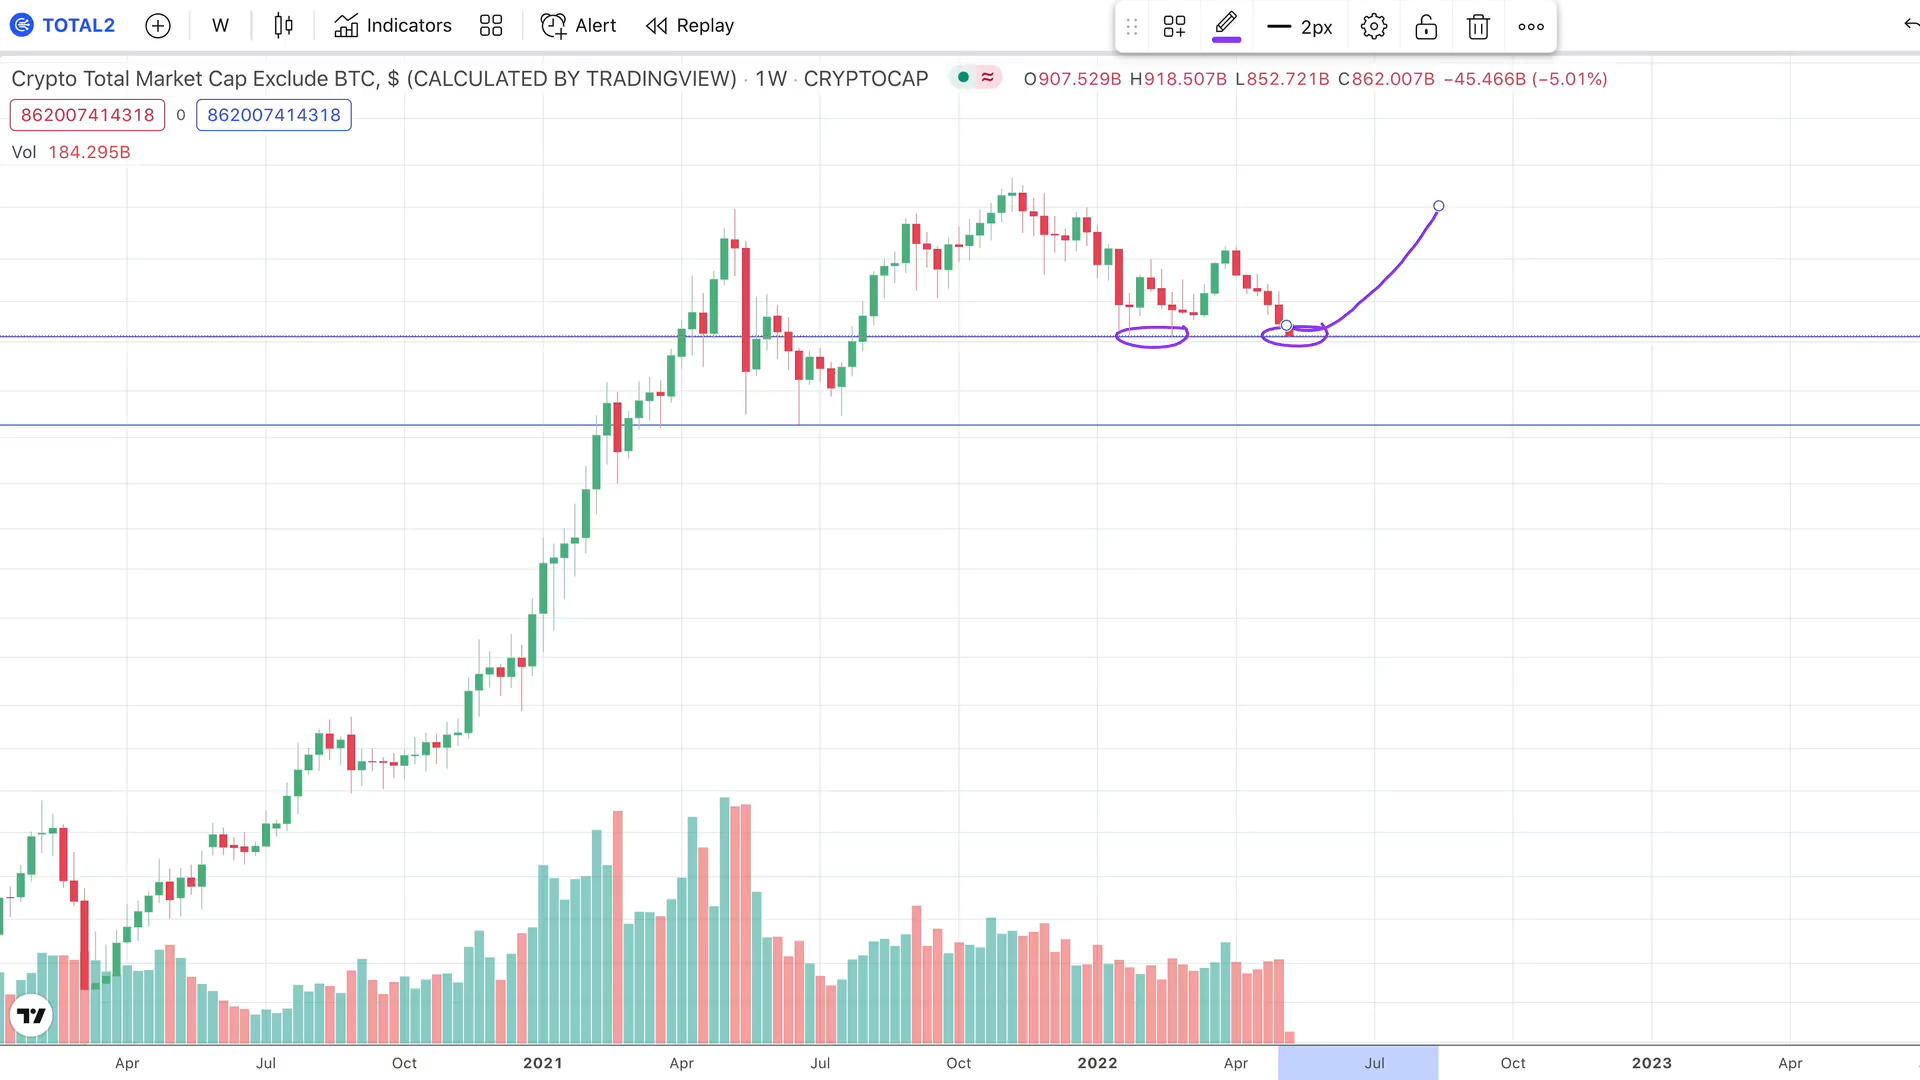 TOTAL2 W Indicators Alert Replay 2px
Crypto Total Market Cap Exclude BTC, $ (CALCULATED BY TRADINGVIEW) · 1W · CRYPTOCAP O907.529B H918.507B L852.721B C862.007B −45.466B (−5.01%)
862007414318 0 862007414318
Vol 184.295B
Apr Jul Oct 2021 Apr Jul Oct 2022 Apr Jul Oct 2023 Apr